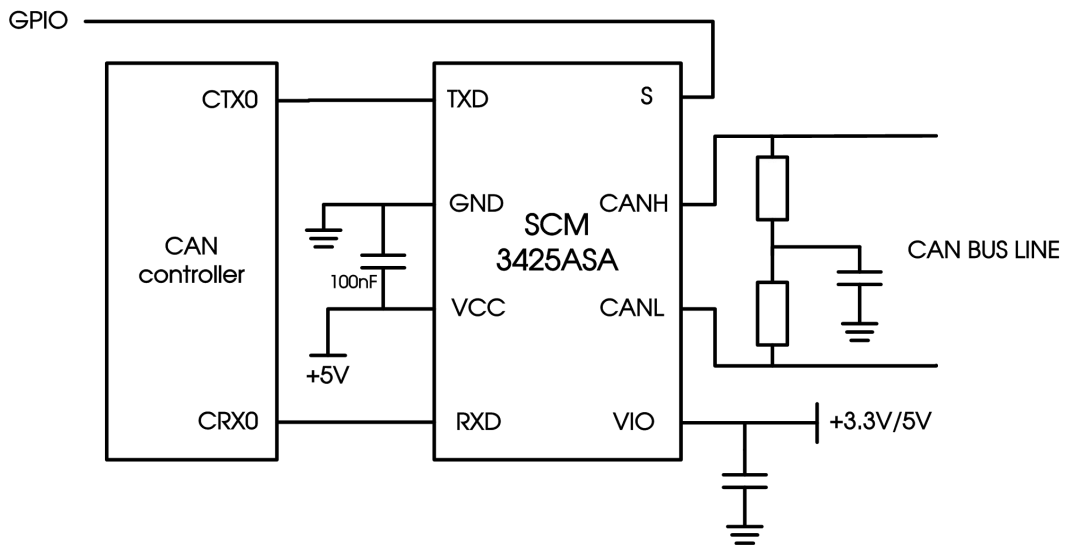 GPIO
CTX0
TXD
S
GND
CANH
SCM
3425ASA
CAN
controller
CAN BUS LINE
100nF
VCC
CANL
+5V
CRX0
RXD
VIO
+3.3V/5V